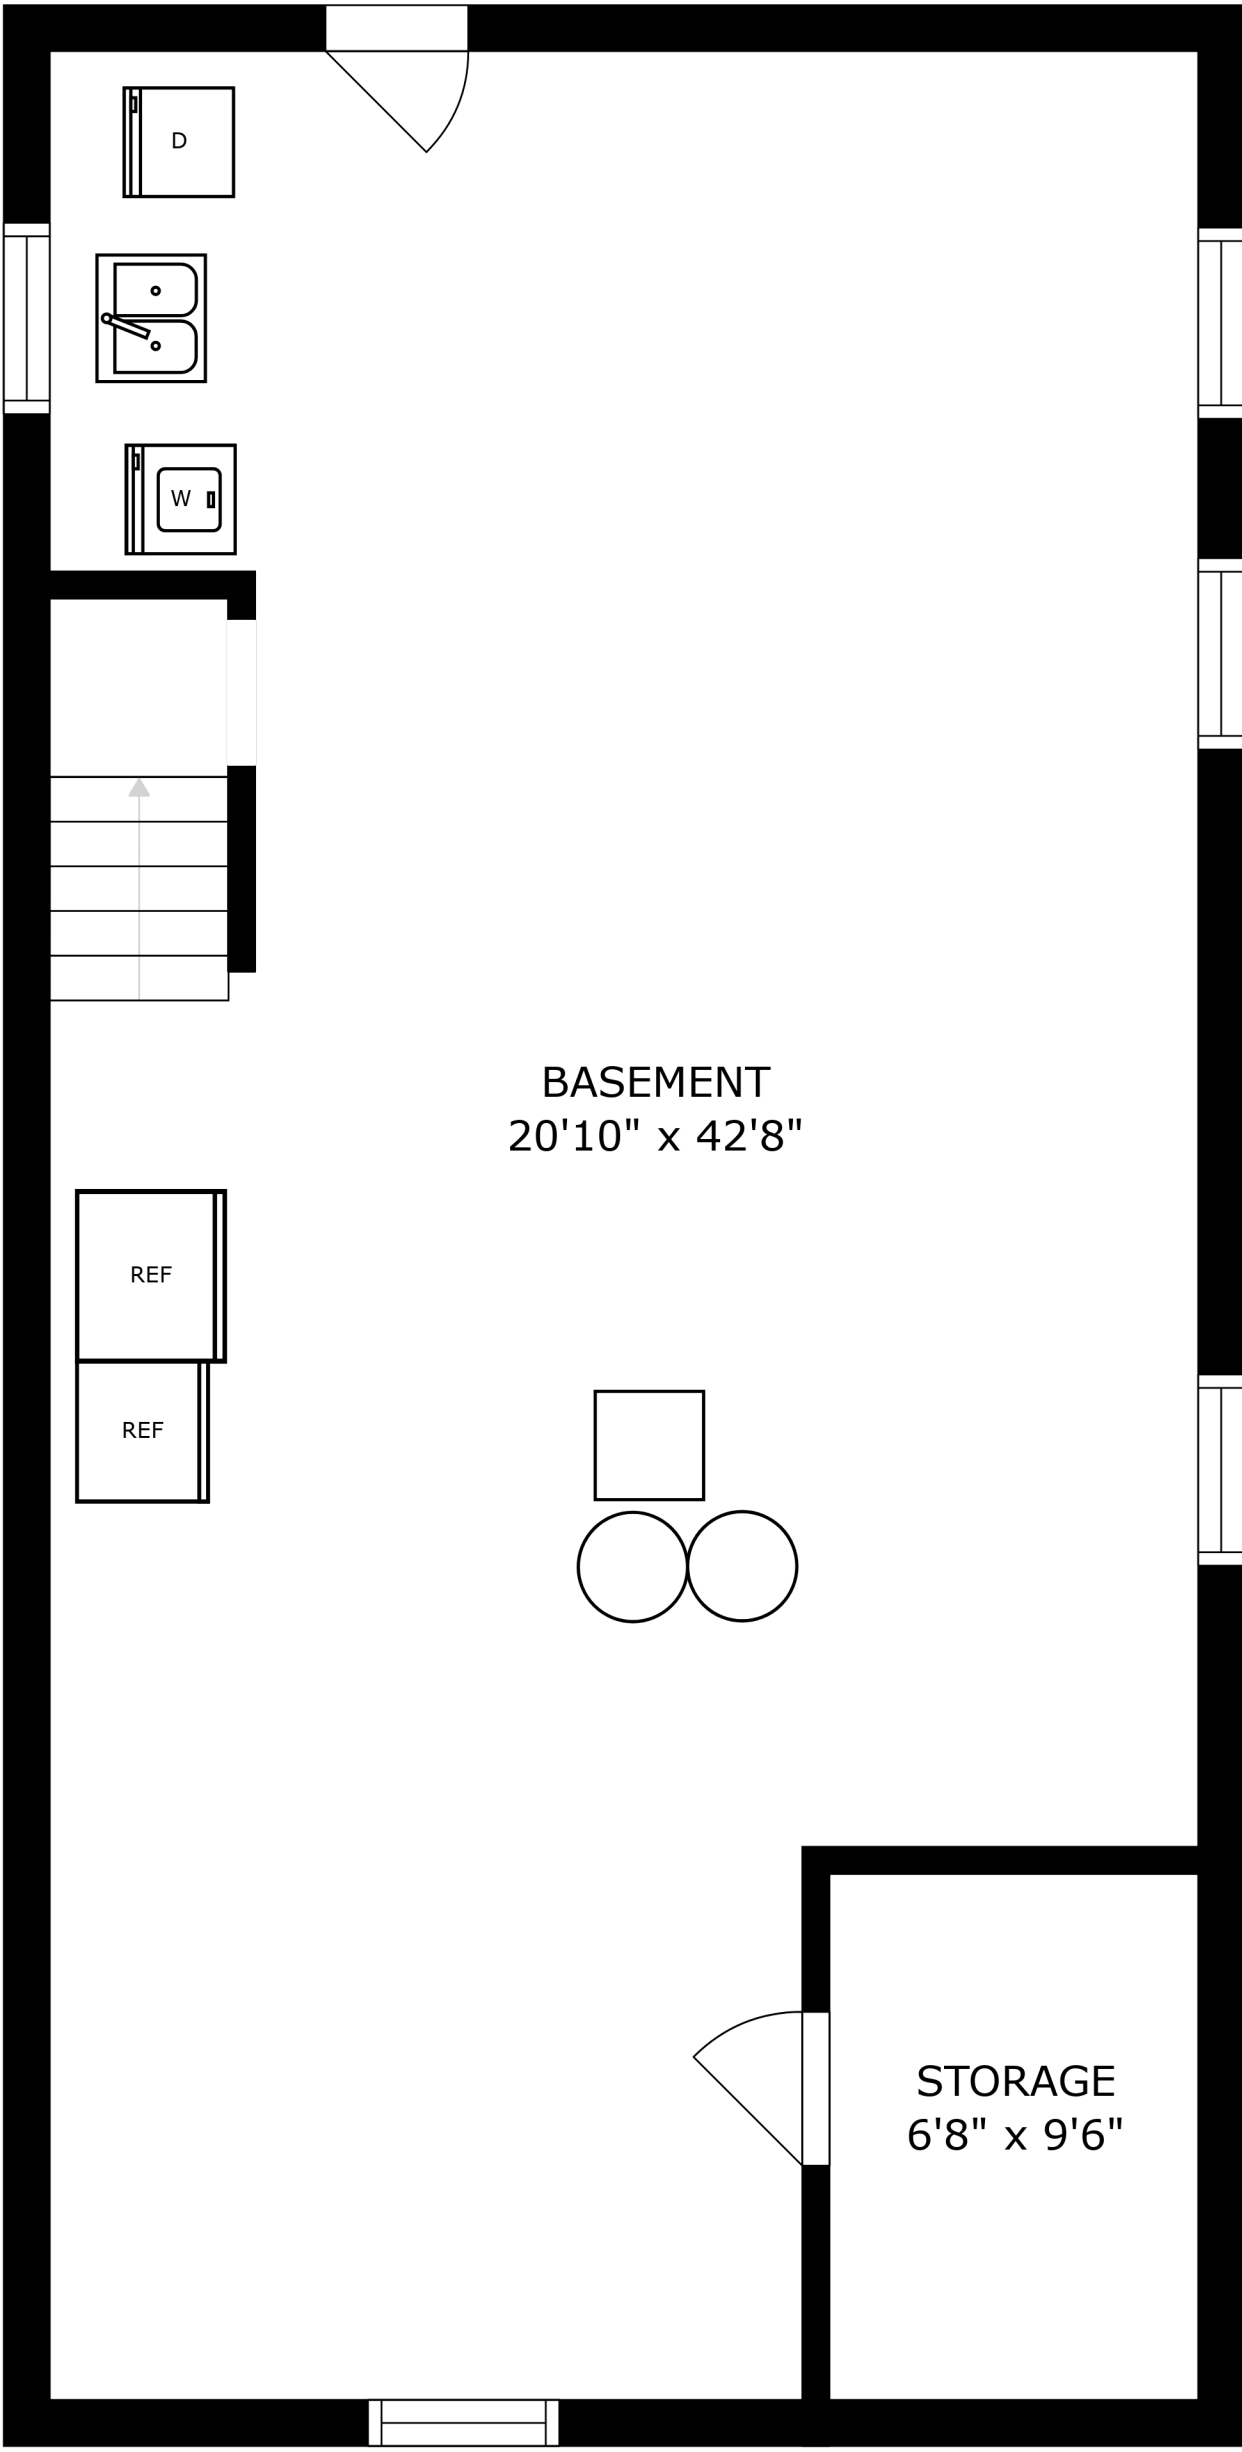 D
W
BASEMENT
20'10" x 42'8"
REF
REF
STORAGE
6'8" x 9'6"